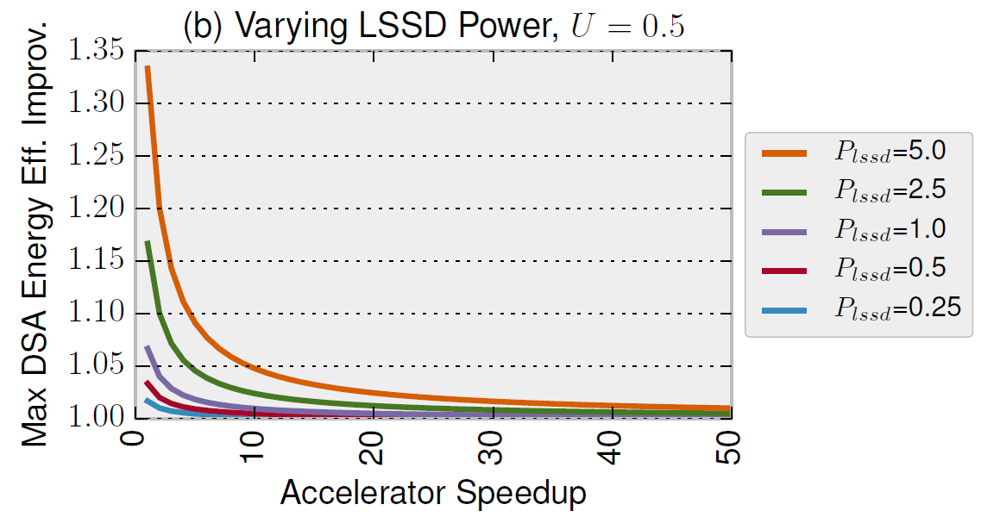 (b) Varying LSSD Power, U = 0.5
Max DSA Energy Eff. Improv.
1.35
1.30
1.25
1.20
1.15
1.10
1.05
1.00
0
10
20
30
40
50
Accelerator Speedup
P_lssd=5.0
P_lssd=2.5
P_lssd=1.0
P_lssd=0.5
P_lssd=0.25